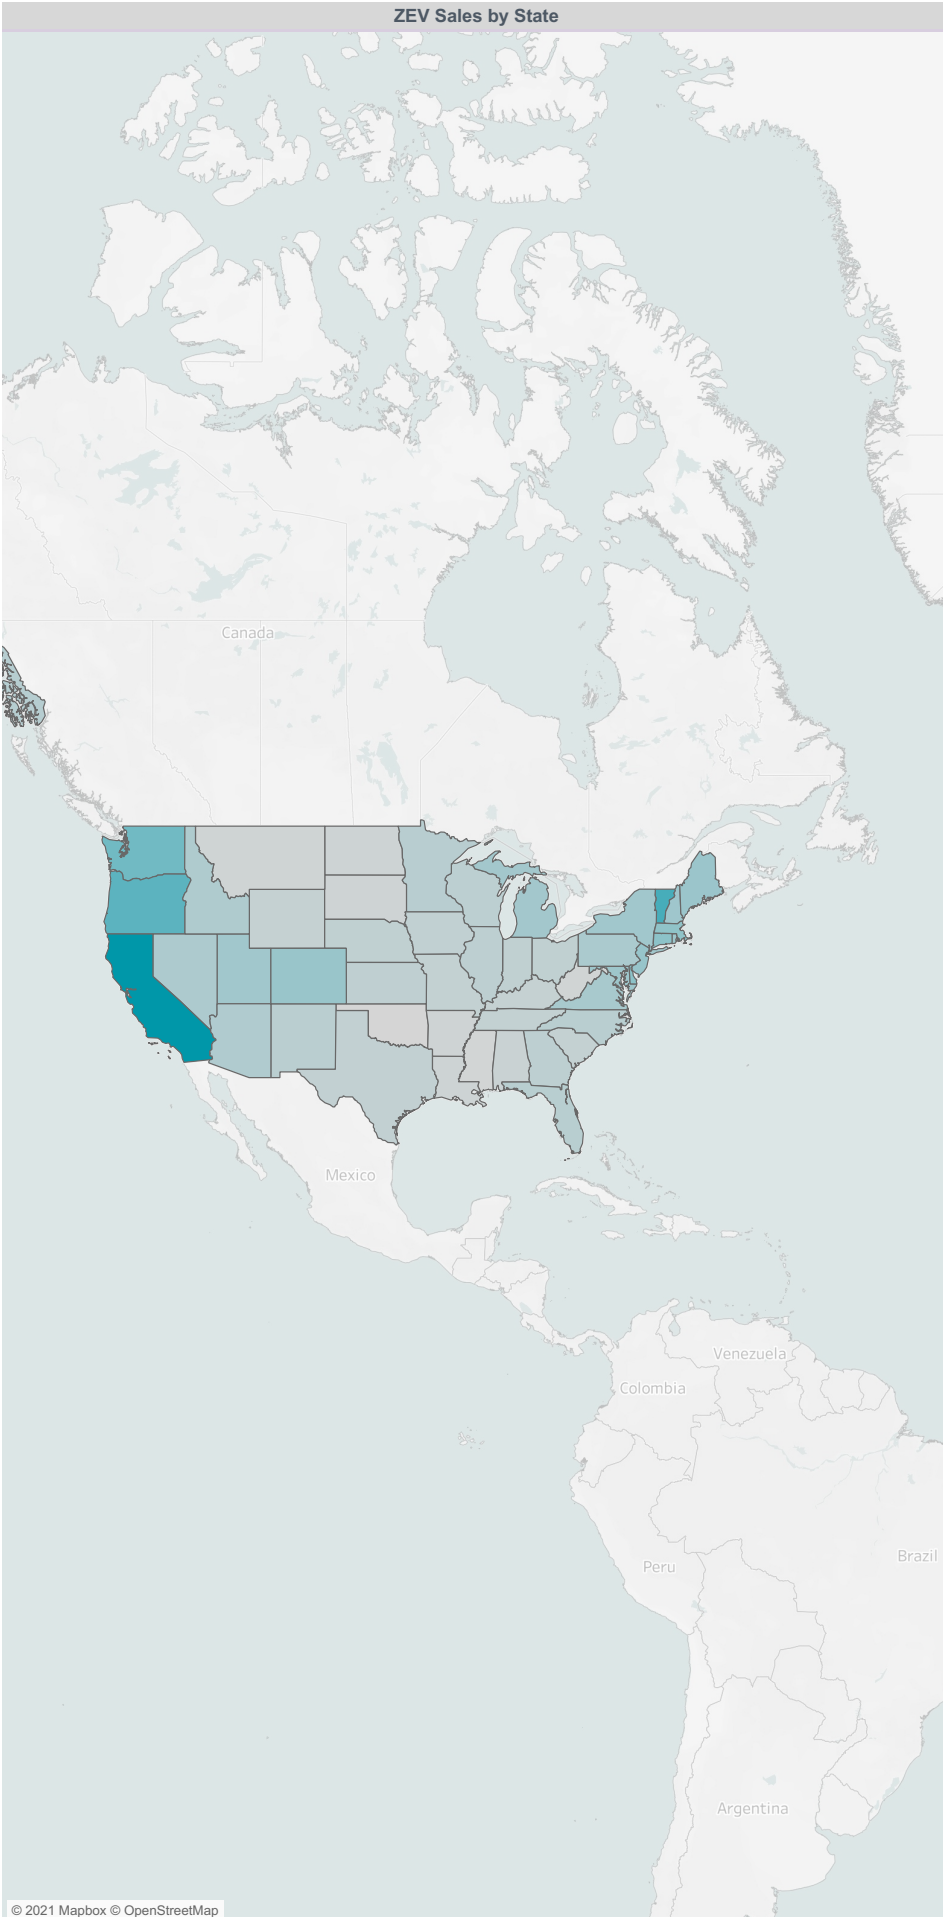 ZEV Sales by State
Canada
Mexico
Venezuela
Colombia
Brazil
Peru
Argentina
© 2021 Mapbox © OpenStreetMap